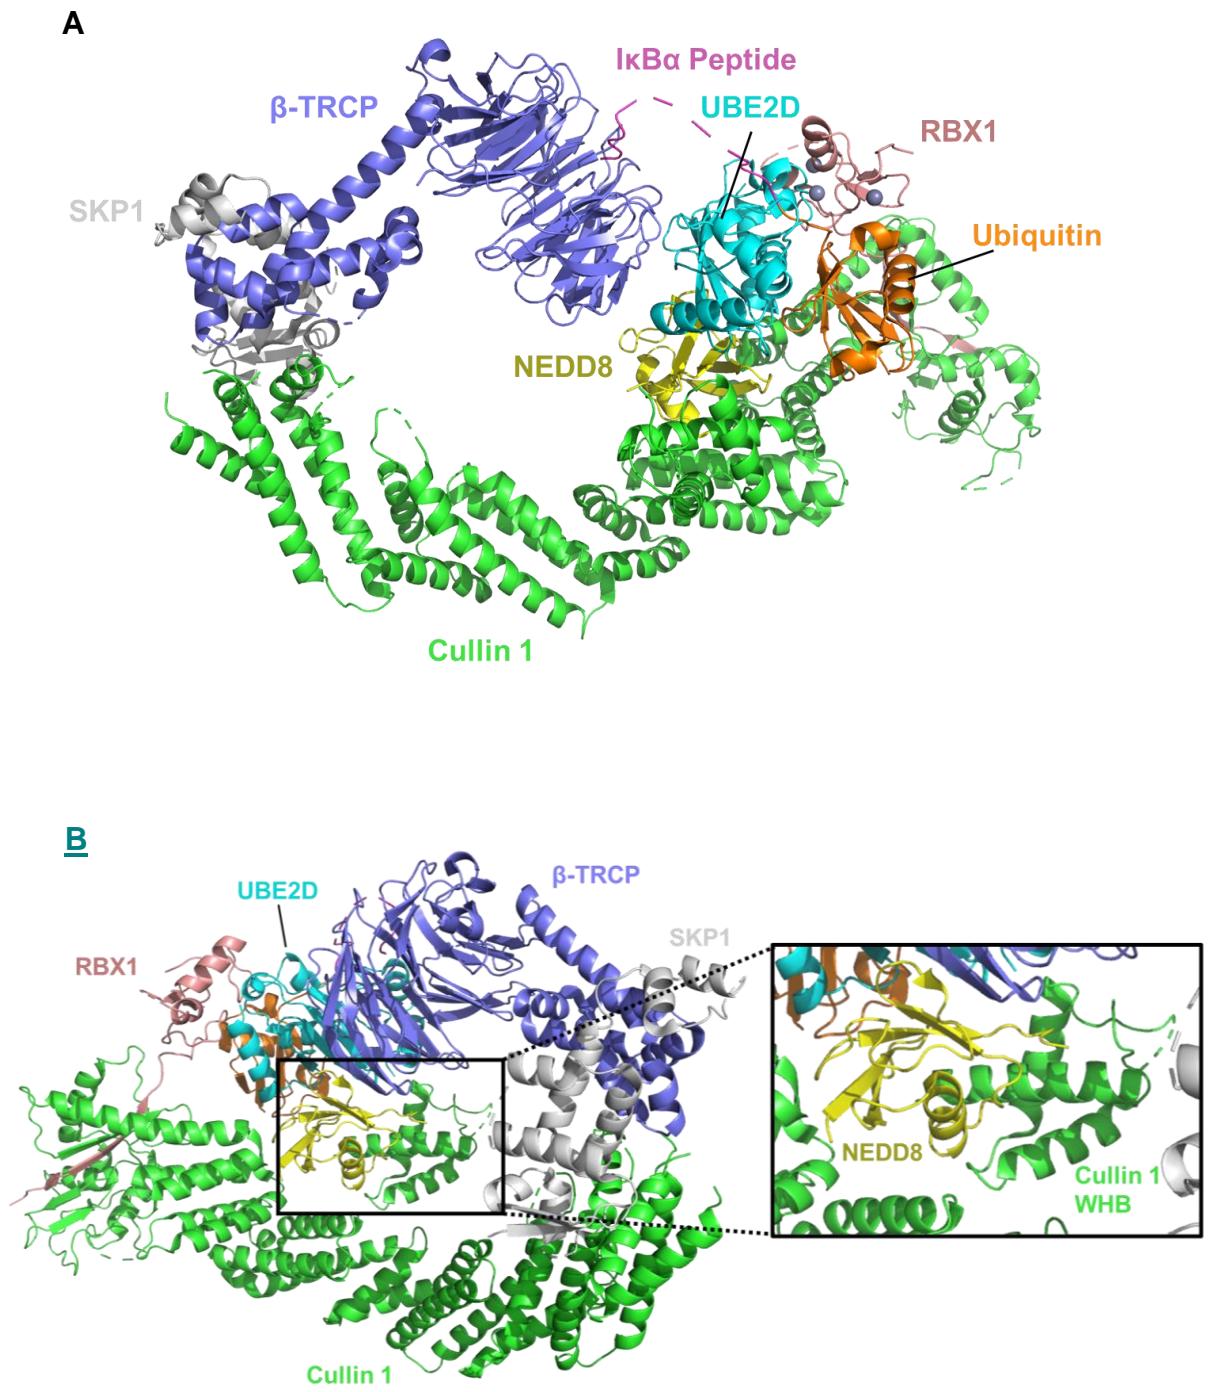 A
IκBα Peptide
β-TRCP
UBE2D
RBX1
SKP1
Ubiquitin
NEDD8
Cullin 1
B
β-TRCP
UBE2D
SKP1
RBX1
NEDD8
Cullin 1
WHB
Cullin 1